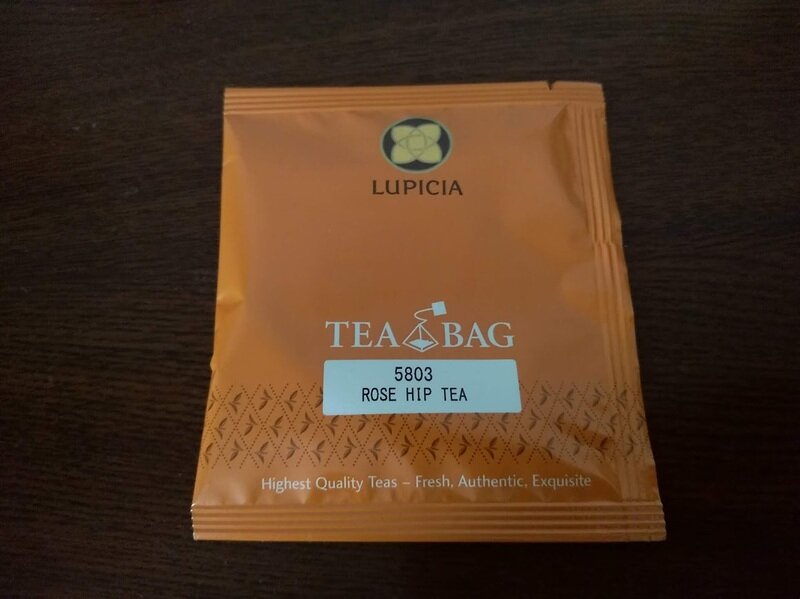 LUPICIA
TEA BAG
5803
ROSE HIP TEA
Highest Quality Teas – Fresh, Authentic, Exquisite